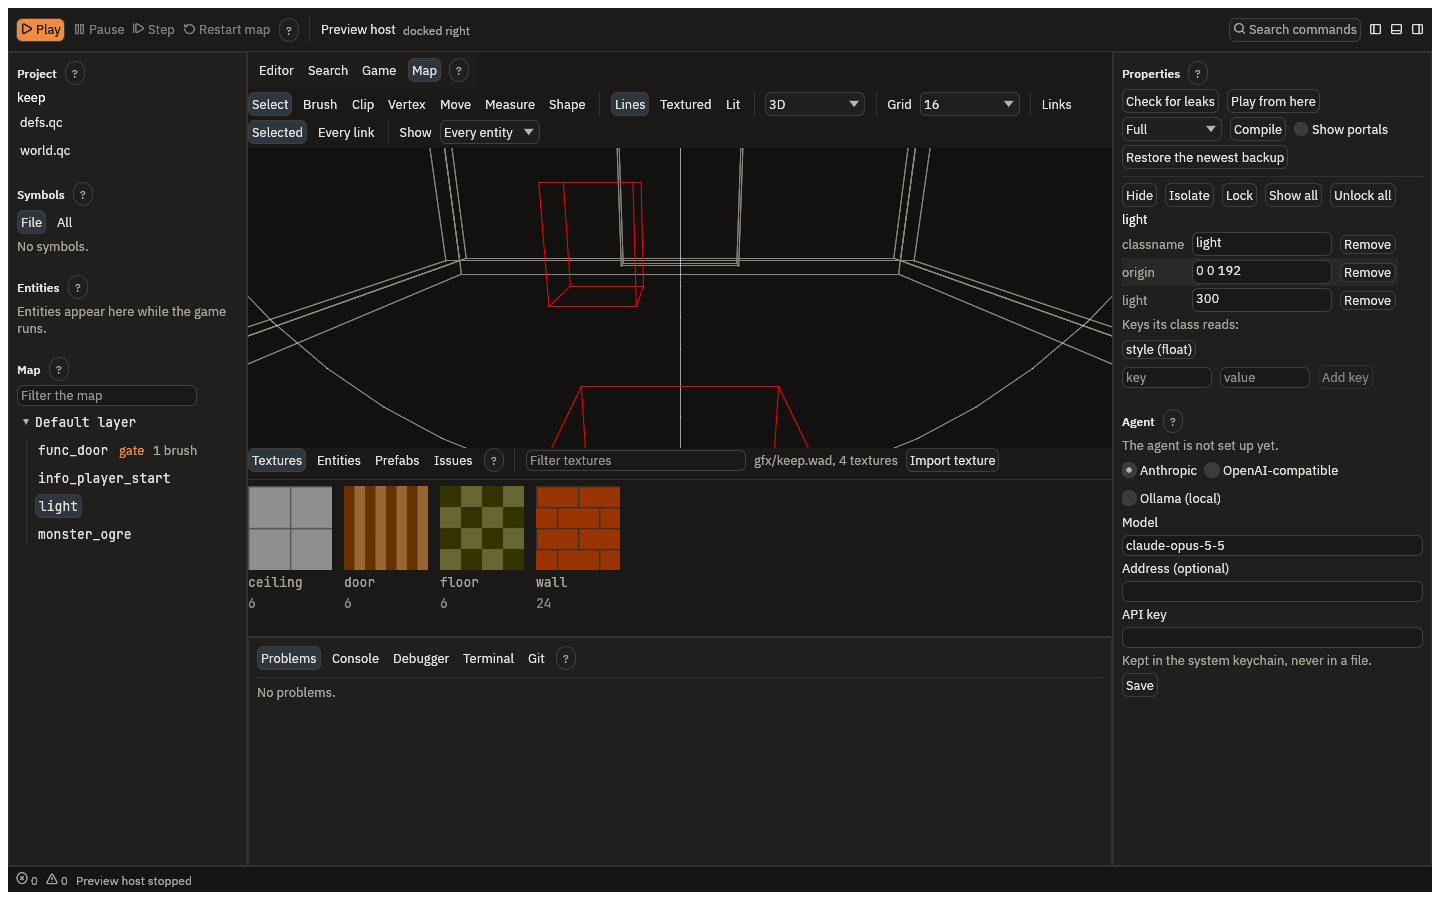 Play Pause Step Restart map ? Preview host docked right Search commands
Project ?
keep
defs.qc
world.qc
Symbols ?
File All
No symbols.
Entities ?
Entities appear here while the game
runs.
Map ?
Filter the map
Default layer
func_door gate 1 brush
info_player_start
light
monster_ogre
Editor Search Game Map ?
Select Brush Clip Vertex Move Measure Shape Lines Textured Lit 3D Grid 16 Links
Selected Every link Show Every entity
Textures Entities Prefabs Issues ? Filter textures gfx/keep.wad, 4 textures Import texture
ceiling door floor wall
6 6 6 24
Problems Console Debugger Terminal Git ?
No problems.
Properties ?
Check for leaks Play from here
Full Compile Show portals
Restore the newest backup
Hide Isolate Lock Show all Unlock all
light
classname light Remove
origin 0 0 192 Remove
light 300 Remove
Keys its class reads:
style (float)
key value Add key
Agent ?
The agent is not set up yet.
Anthropic OpenAI-compatible
Ollama (local)
Model
claude-opus-5-5
Address (optional)
API key
Kept in the system keychain, never in a file.
Save
0 0 Preview host stopped